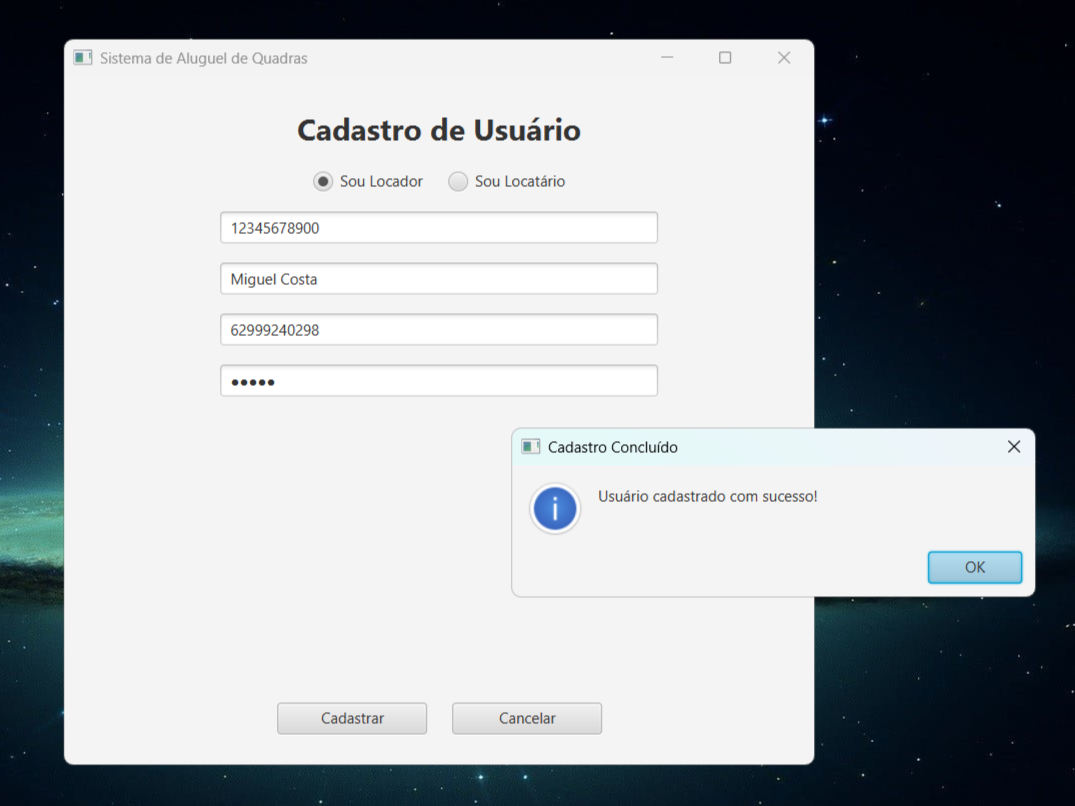 Sistema de Aluguel de Quadras
Cadastro de Usuário
Sou Locador Sou Locatário
12345678900
Miguel Costa
62999240298
•••••
Cadastro Concluído
Usuário cadastrado com sucesso!
OK
Cadastrar Cancelar